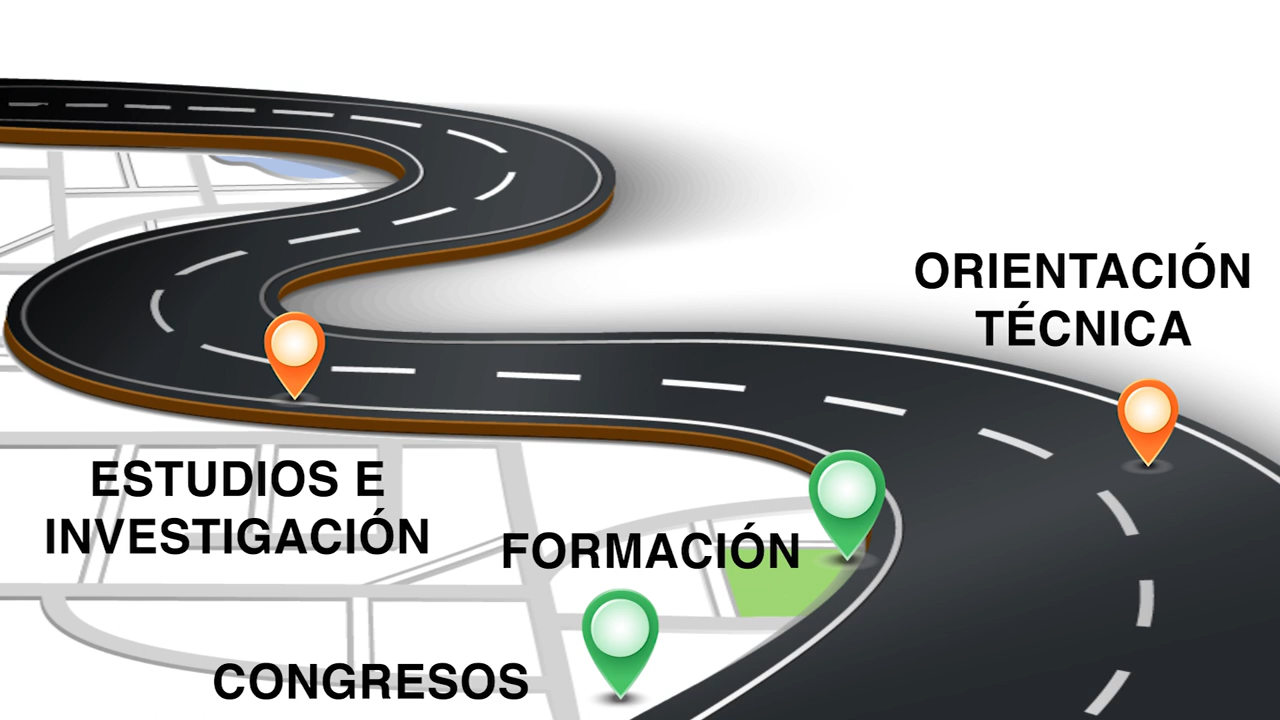 ORIENTACIÓN
TÉCNICA
ESTUDIOS E
INVESTIGACIÓN
FORMACIÓN
CONGRESOS